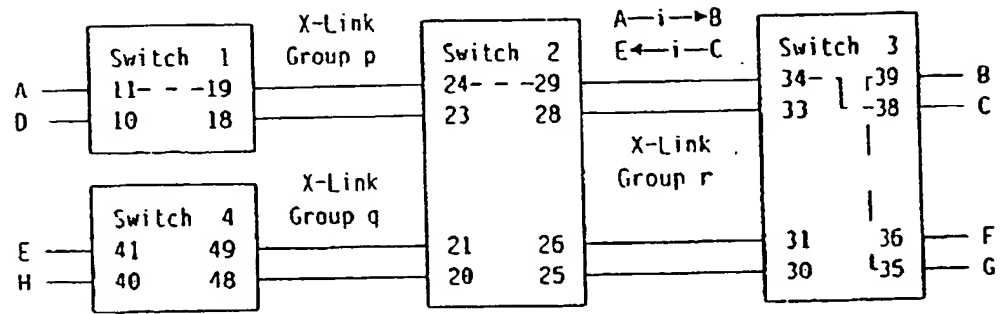 X-Link
Group p
A—i→B
E←i—C
Switch 1
11- - -19
10 18
A
D
Switch 2
24- - -29
23 28
21 26
20 25
Switch 3
34- 39
33 -38
31 36
30 35
B
C
F
G
X-Link
Group r
X-Link
Group q
Switch 4
41 49
40 48
E
H